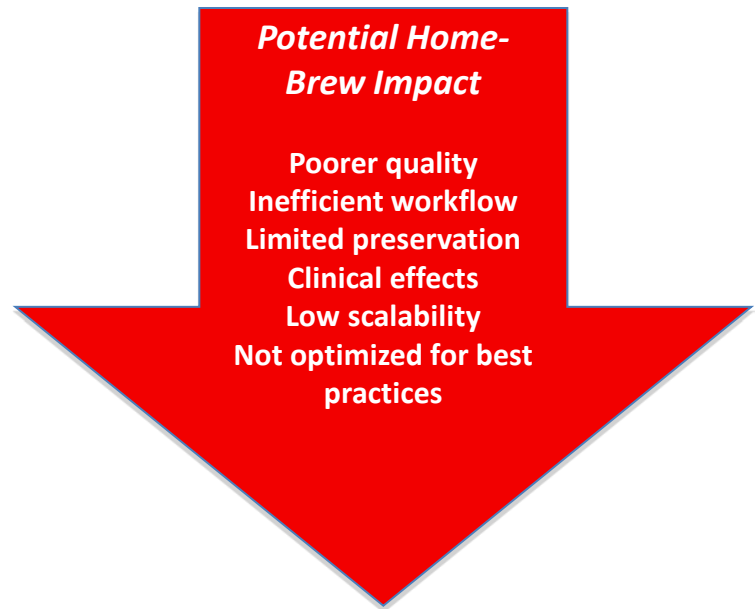 Potential Home-
Brew Impact
Poorer quality
Inefficient workflow
Limited preservation
Clinical effects
Low scalability
Not optimized for best
practices